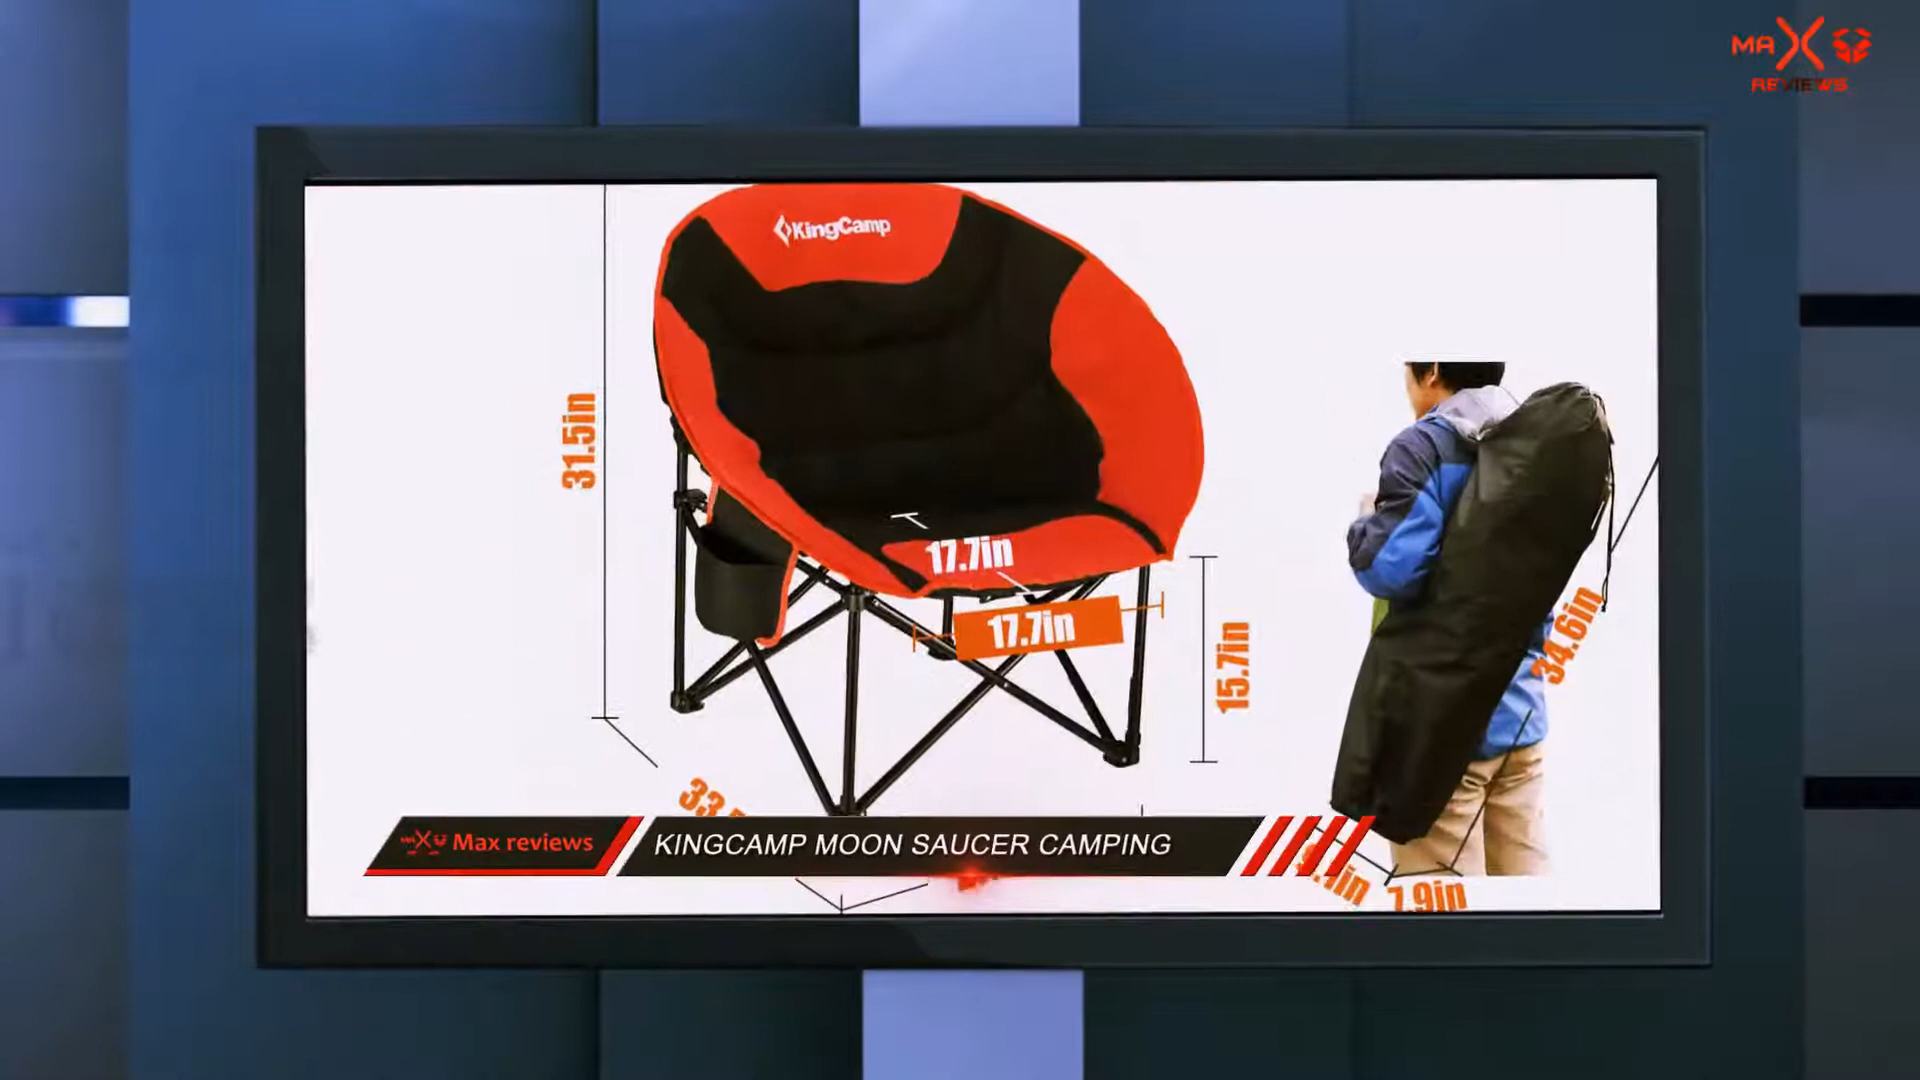 MAX
REVIEWS
KingCamp
31.5in
17.7in
17.7in
15.7in
34.6in
Max reviews
KINGCAMP MOON SAUCER CAMPING
7.9in